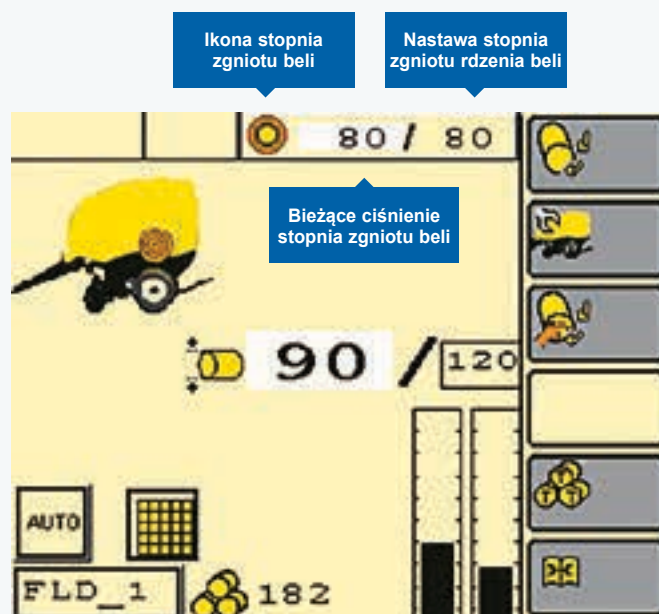 Ikona stopnia
zgniotu beli
Nastawa stopnia
zgniotu rdzenia beli
80 / 80
Bieżące ciśnienie
stopnia zgniotu beli
90 / 120
AUTO
FLD_1
182
T T T